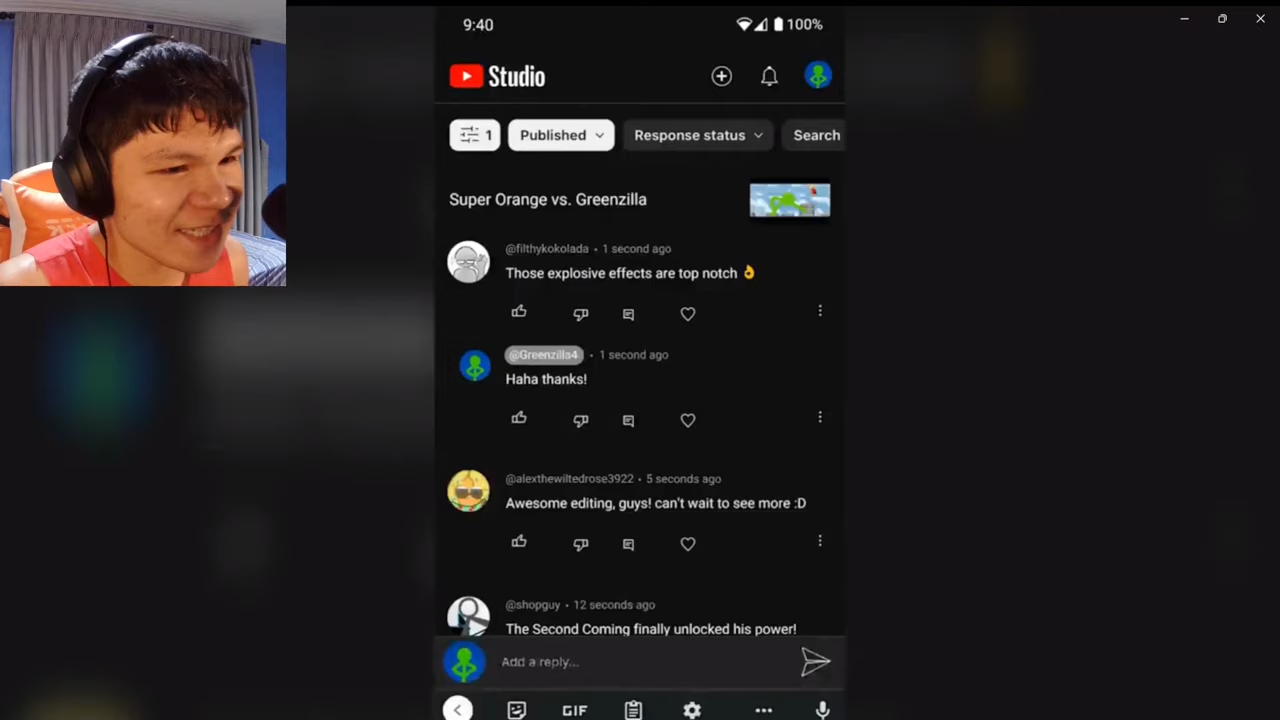 9:40
100%
Studio
1
Published
Response status
Search
Super Orange vs. Greenzilla
@filthykokolada • 1 second ago
Those explosive effects are top notch 👌
@Greenzilla4 • 1 second ago
Haha thanks!
@alexthewiltedrose3922 • 5 seconds ago
Awesome editing, guys! can't wait to see more :D
@shopguy • 12 seconds ago
The Second Coming finally unlocked his power!
Add a reply...
GIF